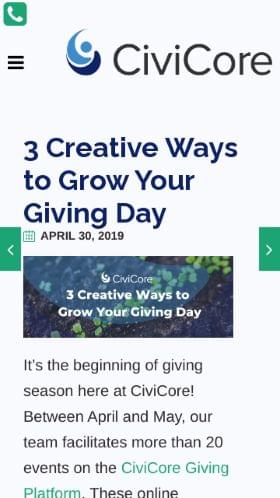 CiviCore
3 Creative Ways
to Grow Your
Giving Day
APRIL 30, 2019
CiviCore
3 Creative Ways to
Grow Your Giving Day
It's the beginning of giving
season here at CiviCore!
Between April and May, our
team facilitates more than 20
events on the CiviCore Giving
Platform. These online